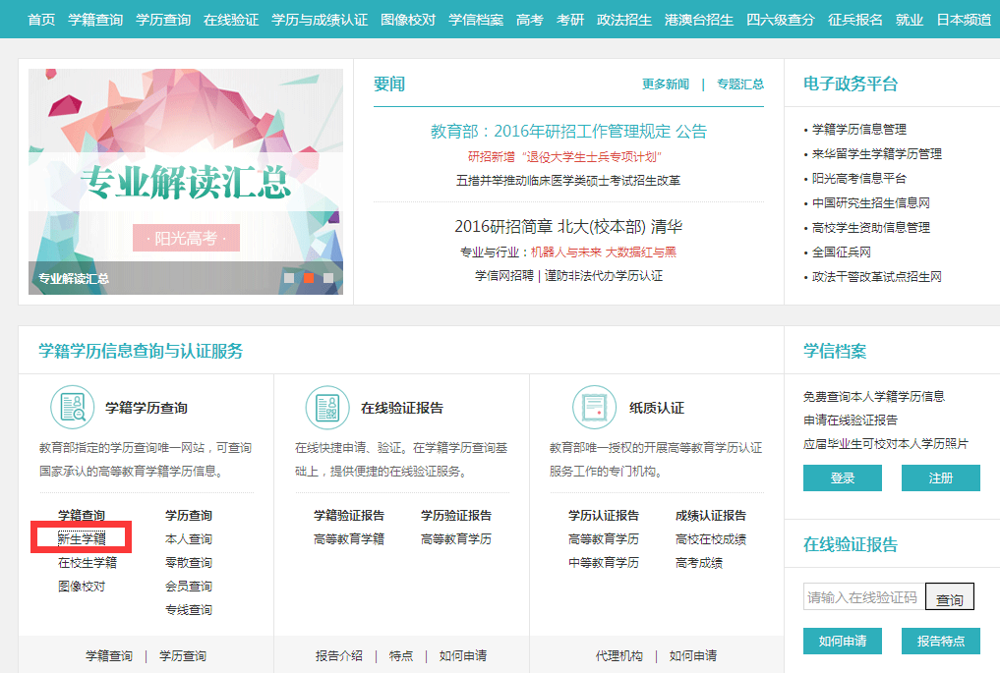 首页 学籍查询 学历查询 在线验证 学历与成绩认证 图像校对 学信档案 高考 考研 政法招生 港澳台招生 四六级查分 征兵报名 就业 日本频道
专业解读汇总
·阳光高考·
专业解读汇总
要闻
更多新闻 | 专题汇总
教育部：2016年研招工作管理规定 公告
研招新增“退役大学生士兵专项计划”
五措并举推动临床医学类硕士考试招生改革
2016研招简章 北大(校本部) 清华
专业与行业：机器人与未来 大数据红与黑
学信网招聘 | 谨防非法代办学历认证
电子政务平台
• 学籍学历信息管理
• 来华留学生学籍学历管理
• 阳光高考信息平台
• 中国研究生招生信息网
• 高校学生资助信息管理
• 全国征兵网
• 政法干警改革试点招生网
学籍学历信息查询与认证服务
学籍学历查询
教育部指定的学历查询唯一网站，可查询
国家承认的高等教育学籍学历信息。
学籍查询 学历查询
新生学籍 本人查询
在校生学籍 零散查询
图像校对 会员查询
专线查询
学籍查询 | 学历查询
在线验证报告
在线快捷申请、验证。在学籍学历查询基
础上，提供便捷的在线验证服务。
学籍验证报告 学历验证报告
高等教育学籍 高等教育学历
报告介绍 | 特点 | 如何申请
纸质认证
教育部唯一授权的开展高等教育学历认证
服务工作的专门机构。
学历认证报告 成绩认证报告
高等教育学历 高校在校成绩
中等教育学历 高考成绩
代理机构 | 如何申请
学信档案
免费查询本人学籍学历信息
申请在线验证报告
应届毕业生可校对本人学历照片
登录 注册
在线验证报告
请输入在线验证码 查询
如何申请 报告特点